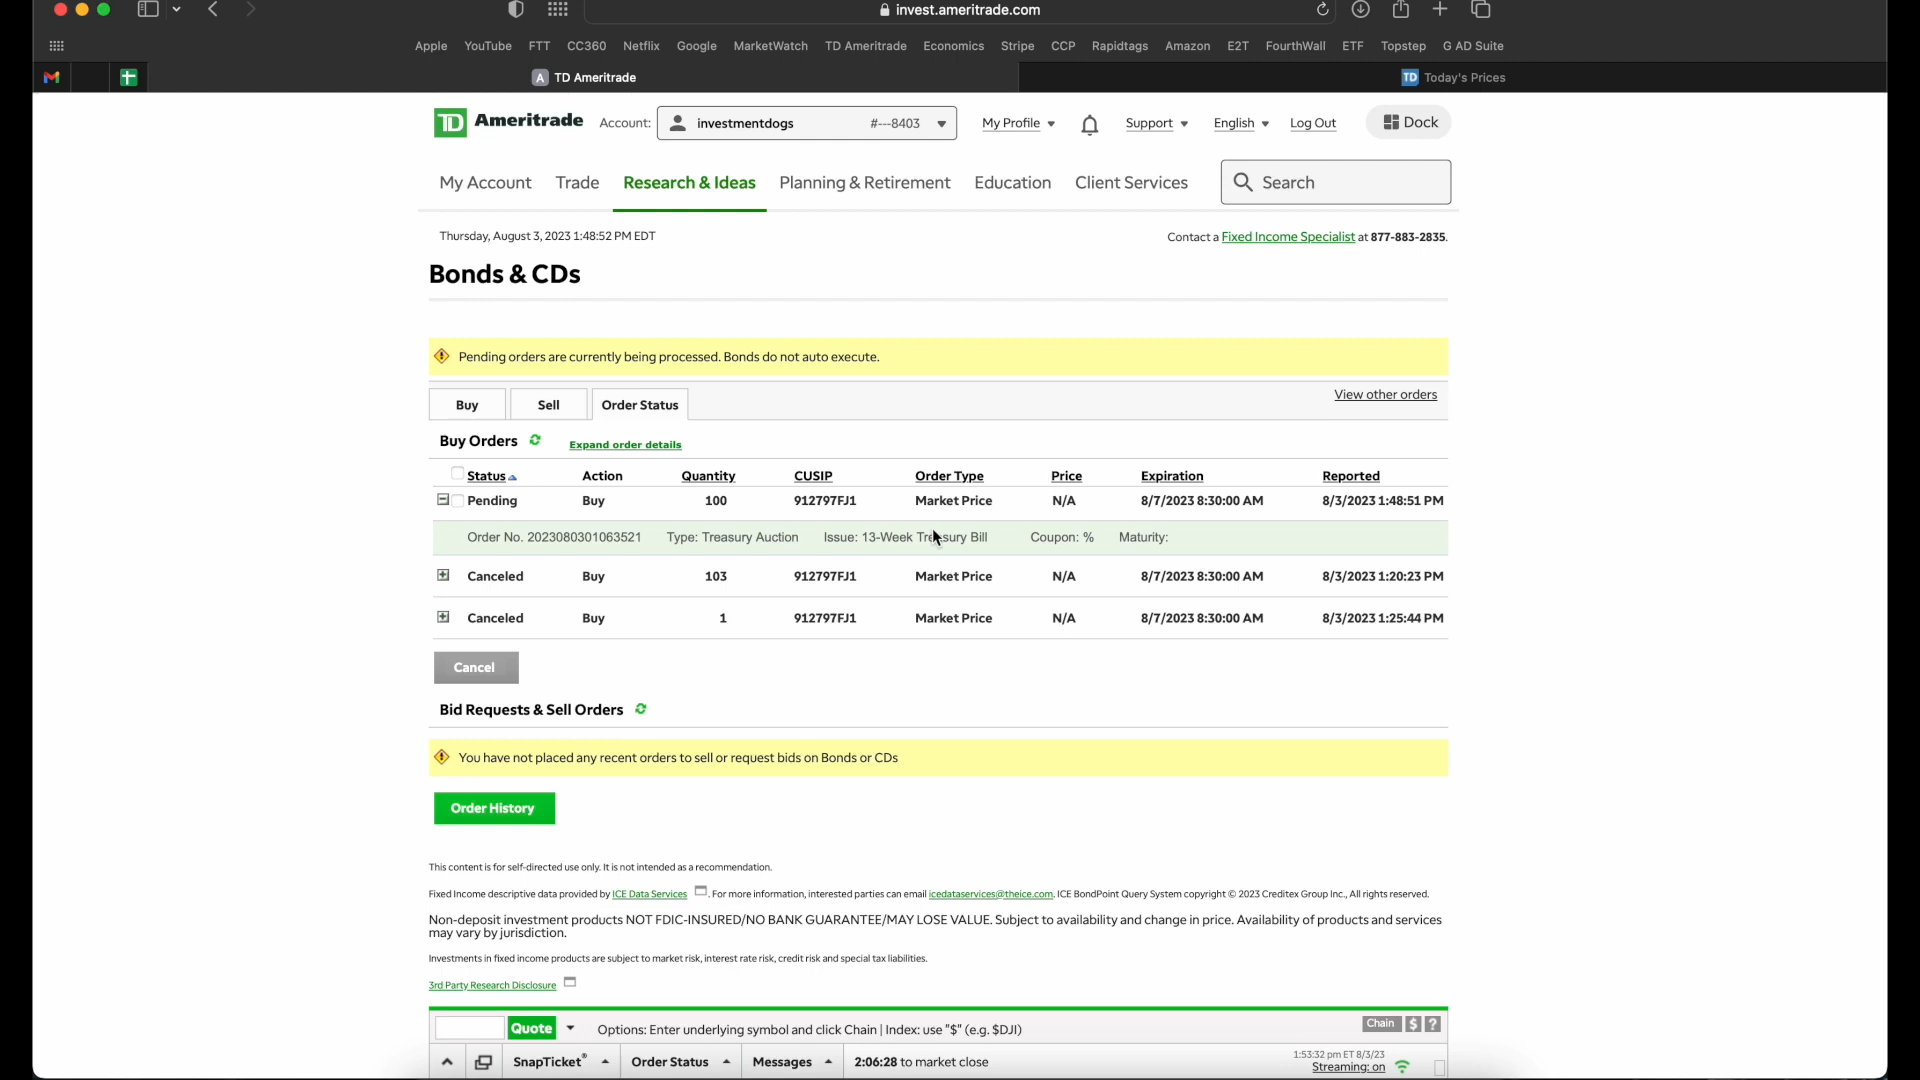 invest.ameritrade.com
Apple YouTube FTT CC360 Netflix Google MarketWatch TD Ameritrade Economics Stripe CCP Rapidtags Amazon E2T FourthWall ETF Topstep G AD Suite
A TD Ameritrade TD Today's Prices
TD Ameritrade Account: investmentdogs #---8403 My Profile Support English Log Out Dock
My Account Trade Research & Ideas Planning & Retirement Education Client Services Search
Thursday, August 3, 2023 1:48:52 PM EDT Contact a Fixed Income Specialist at 877-883-2835.
Bonds & CDs
Pending orders are currently being processed. Bonds do not auto execute.
Buy Sell Order Status View other orders
Buy Orders Expand order details
Status Action Quantity CUSIP Order Type Price Expiration Reported
Pending Buy 100 912797FJ1 Market Price N/A 8/7/2023 8:30:00 AM 8/3/2023 1:48:51 PM
Order No. 2023080301063521 Type: Treasury Auction Issue: 13-Week Treasury Bill Coupon: % Maturity:
Canceled Buy 103 912797FJ1 Market Price N/A 8/7/2023 8:30:00 AM 8/3/2023 1:20:23 PM
Canceled Buy 1 912797FJ1 Market Price N/A 8/7/2023 8:30:00 AM 8/3/2023 1:25:44 PM
Cancel
Bid Requests & Sell Orders
You have not placed any recent orders to sell or request bids on Bonds or CDs
Order History
This content is for self-directed use only. It is not intended as a recommendation.
Fixed Income descriptive data provided by ICE Data Services . For more information, interested parties can email icedataservices@theice.com. ICE BondPoint Query System copyright © 2023 Creditex Group Inc., All rights reserved.
Non-deposit investment products NOT FDIC-INSURED/NO BANK GUARANTEE/MAY LOSE VALUE. Subject to availability and change in price. Availability of products and services
may vary by jurisdiction.
Investments in fixed income products are subject to market risk, interest rate risk, credit risk and special tax liabilities.
3rd Party Research Disclosure
Quote Options: Enter underlying symbol and click Chain | Index: use "$" (e.g. $DJI) Chain $ ?
SnapTicket® Order Status Messages 2:06:28 to market close 1:53:32 pm ET 8/3/23
Streaming: on